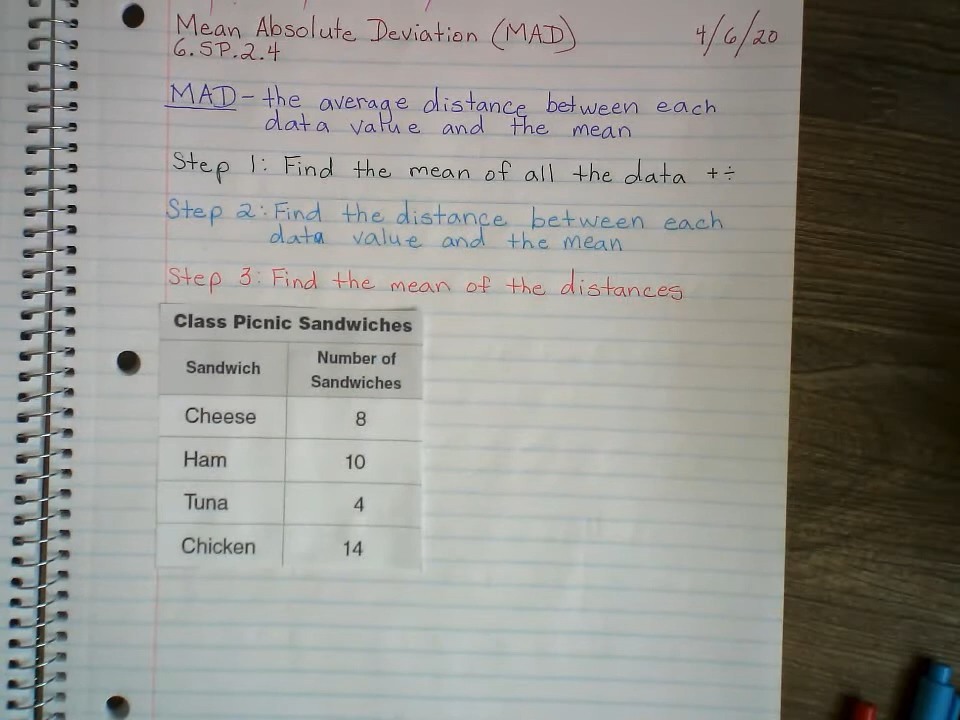 Mean Absolute Deviation (MAD) 4/6/20
6.SP.2.4
MAD - the average distance between each
data value and the mean
Step 1: Find the mean of all the data + ÷
Step 2: Find the distance between each
data value and the mean
Step 3: Find the mean of the distances
Class Picnic Sandwiches
Sandwich Number of Sandwiches
Cheese 8
Ham 10
Tuna 4
Chicken 14